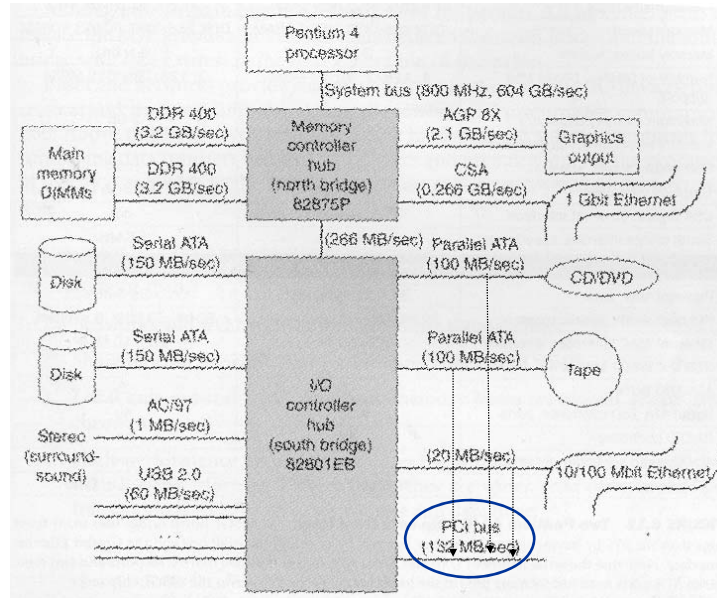 Pentium 4
processor
System bus (800 MHz, 604 GB/sec)
DDR 400
(3.2 GB/sec)
Main
memory
DIMMs
DDR 400
(3.2 GB/sec)
Memory
controller
hub
(north bridge)
82875P
AGP 8X
(2.1 GB/sec)
Graphics
output
CSA
(0.266 GB/sec)
1 Gbit Ethernet
(266 MB/sec)
Serial ATA
(150 MB/sec)
Disk
Parallel ATA
(100 MB/sec)
CD/DVD
Serial ATA
(150 MB/sec)
Disk
Parallel ATA
(100 MB/sec)
Tape
I/O
controller
hub
(south bridge)
82801EB
AC/97
(1 MB/sec)
Stereo
(surround-
sound)
USB 2.0
(60 MB/sec)
(20 MB/sec)
10/100 Mbit Ethernet
PCI bus
(132 MB/sec)